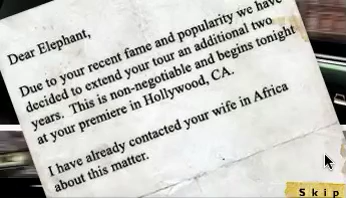 Dear Elephant,
Due to your recent fame and popularity we have
decided to extend your tour an additional two
years. This is non-negotiable and begins tonight
at your premiere in Hollywood, CA.
I have already contacted your wife in Africa
about this matter.
Skip